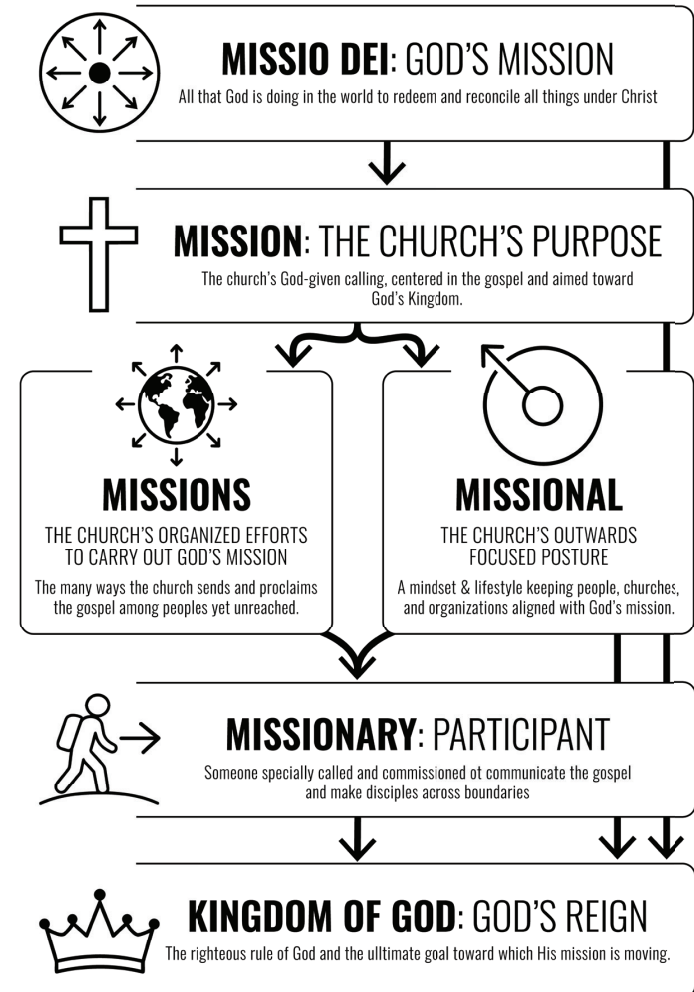 MISSIO DEI: GOD'S MISSION
All that God is doing in the world to redeem and reconcile all things under Christ
MISSION: THE CHURCH'S PURPOSE
The church's God-given calling, centered in the gospel and aimed toward
God's Kingdom.
MISSIONS
THE CHURCH'S ORGANIZED EFFORTS
TO CARRY OUT GOD'S MISSION
The many ways the church sends and proclaims
the gospel among peoples yet unreached.
MISSIONAL
THE CHURCH'S OUTWARDS
FOCUSED POSTURE
A mindset & lifestyle keeping people, churches,
and organizations aligned with God's mission.
MISSIONARY: PARTICIPANT
Someone specially called and commissioned ot communicate the gospel
and make disciples across boundaries
KINGDOM OF GOD: GOD'S REIGN
The righteous rule of God and the ulltimate goal toward which His mission is moving.